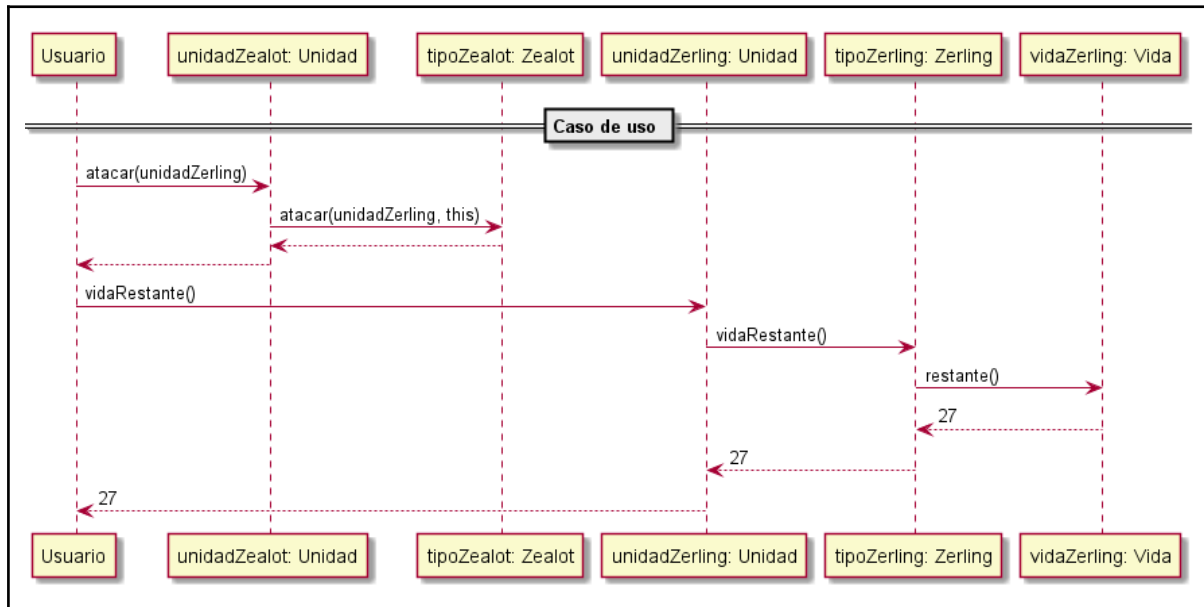 Usuario
unidadZealot: Unidad
tipoZealot: Zealot
unidadZerling: Unidad
tipoZerling: Zerling
vidaZerling: Vida
Caso de uso
atacar(unidadZerling)
atacar(unidadZerling, this)
vidaRestante()
vidaRestante()
restante()
27
27
27
Usuario
unidadZealot: Unidad
tipoZealot: Zealot
unidadZerling: Unidad
tipoZerling: Zerling
vidaZerling: Vida